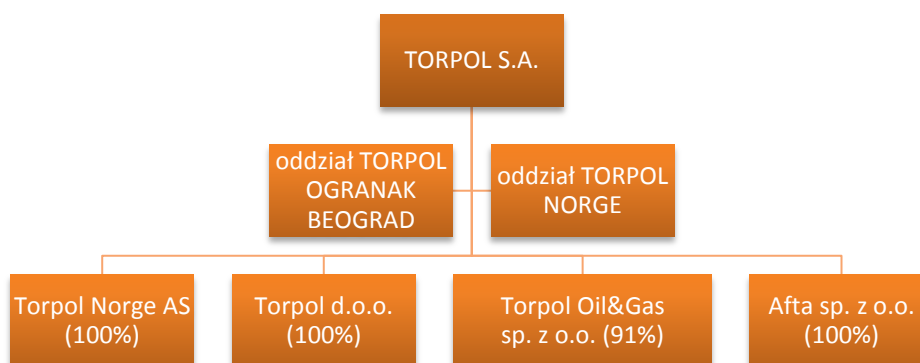 TORPOL S.A.
oddział TORPOL
OGRANAK
BEOGRAD
oddział TORPOL
NORGE
Torpol Norge AS
(100%)
Torpol d.o.o.
(100%)
Torpol Oil&Gas
sp. z o.o. (91%)
Afta sp. z o.o.
(100%)